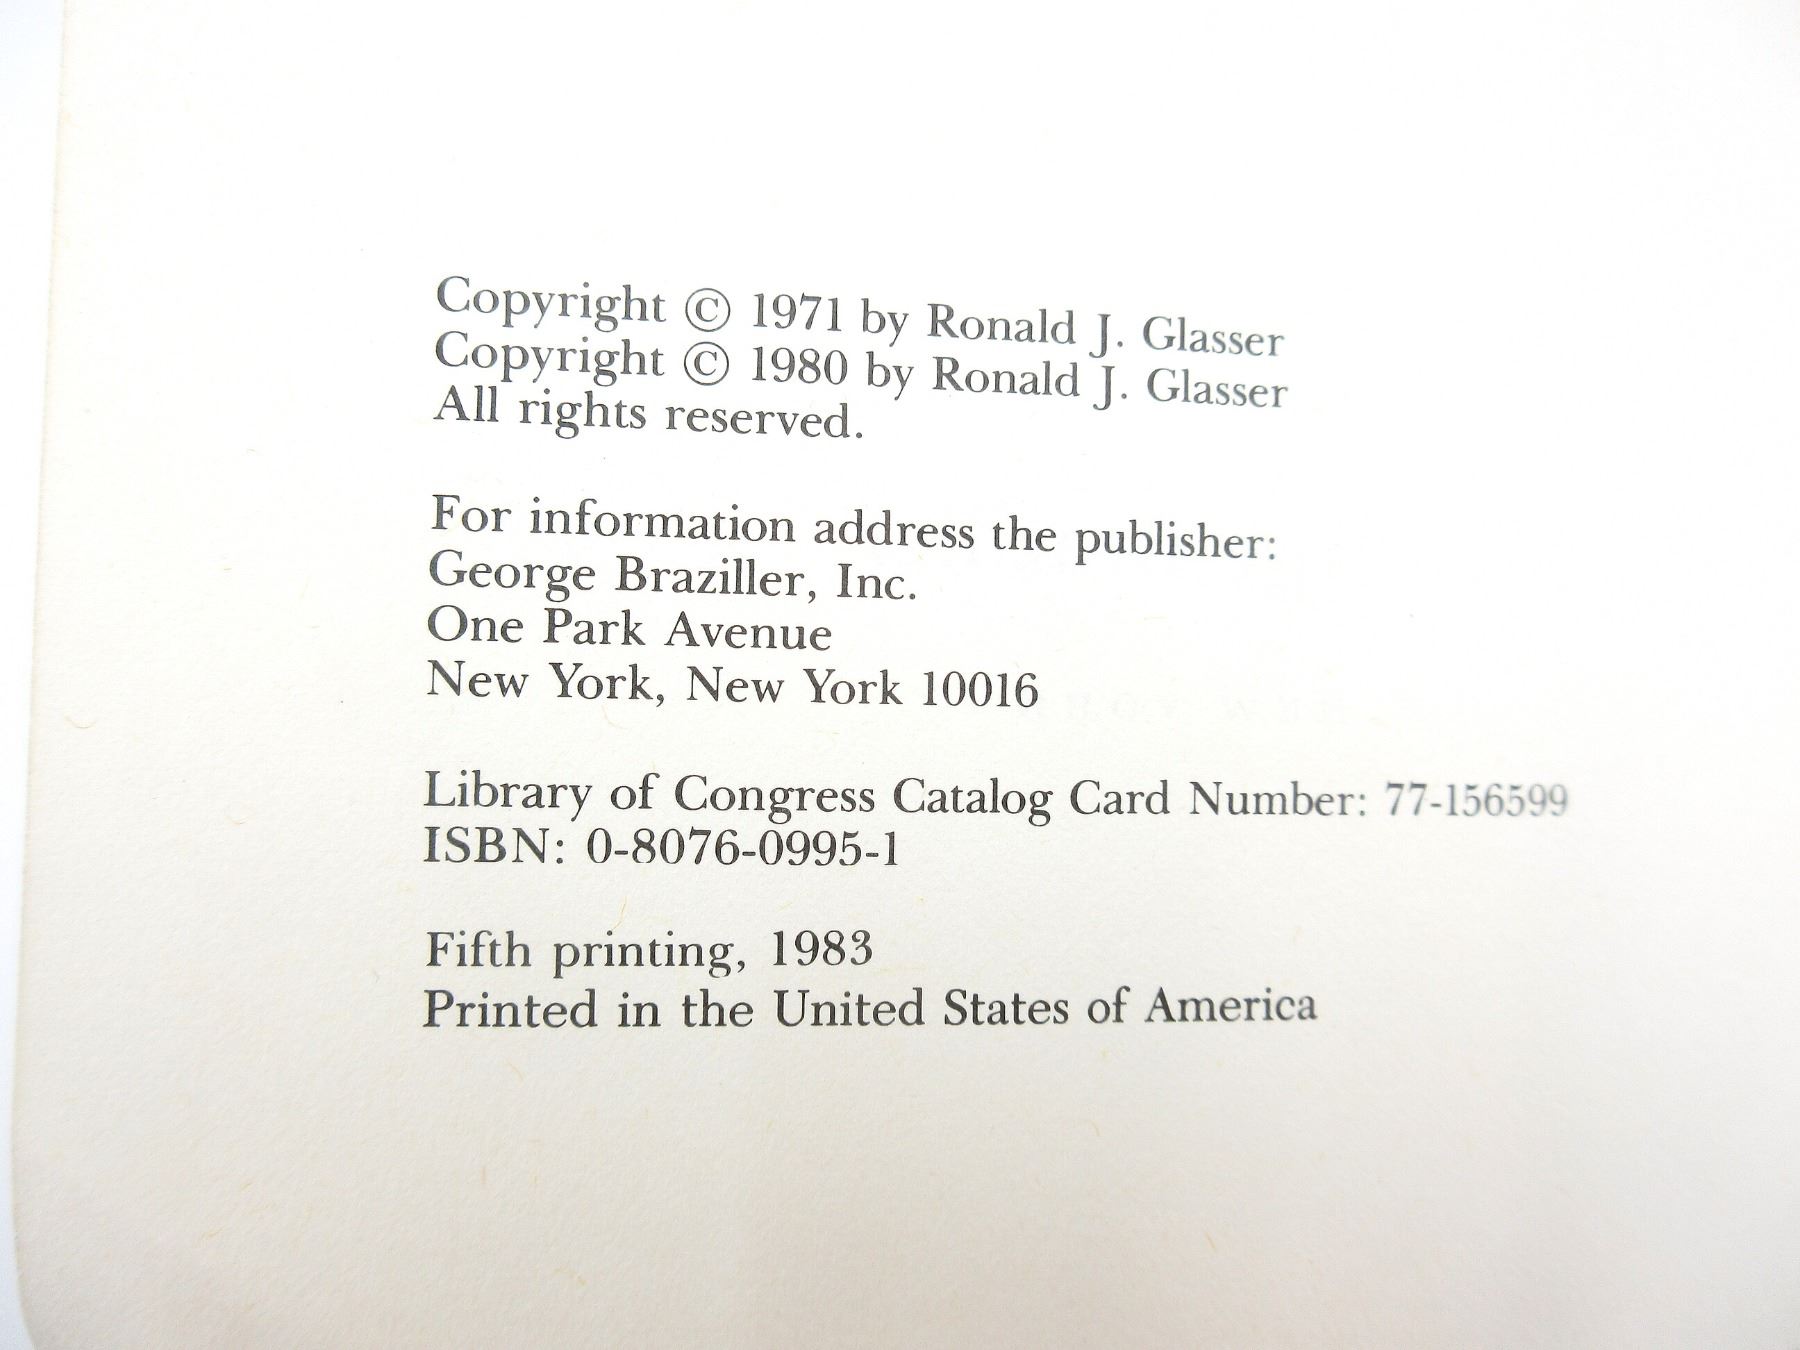 Copyright © 1971 by Ronald J. Glasser
Copyright © 1980 by Ronald J. Glasser
All rights reserved.
For information address the publisher:
George Braziller, Inc.
One Park Avenue
New York, New York 10016
Library of Congress Catalog Card Number: 77-156599
ISBN: 0-8076-0995-1
Fifth printing, 1983
Printed in the United States of America